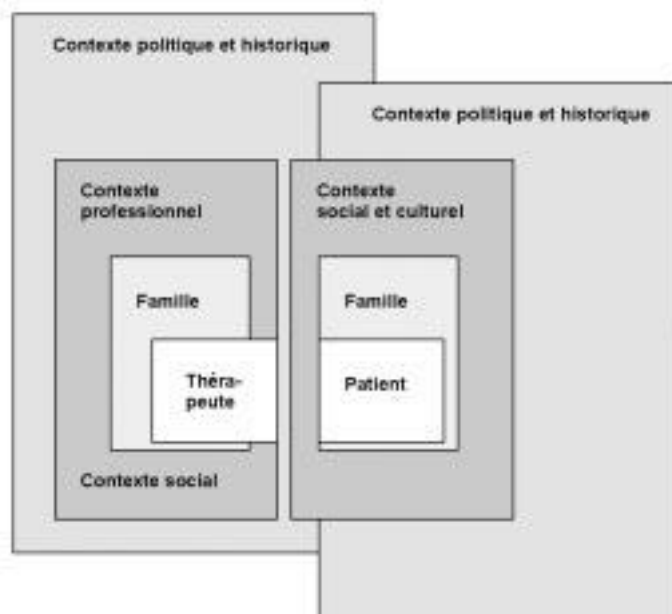 Contexte politique et historique
Contexte politique et historique
Contexte
professionnel
Contexte
social et culturel
Famille
Famille
Théra-
peute
Patient
Contexte social